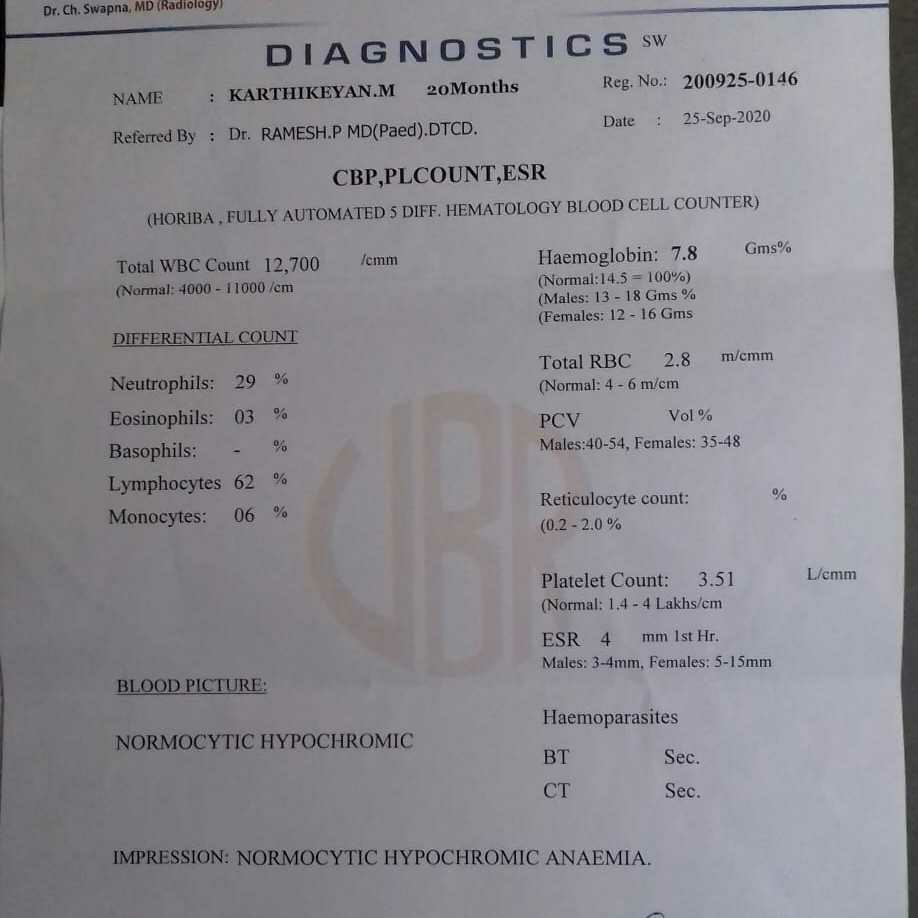 Dr. Ch. Swapna, MD (Radiology)
DIAGNOSTICS SW
NAME : KARTHIKEYAN.M 20Months
Reg. No.: 200925-0146
Referred By : Dr. RAMESH.P MD(Paed).DTCD.
Date : 25-Sep-2020
CBP,PLCOUNT,ESR
(HORIBA , FULLY AUTOMATED 5 DIFF. HEMATOLOGY BLOOD CELL COUNTER)
Total WBC Count 12,700 /cmm
(Normal: 4000 - 11000 /cm
DIFFERENTIAL COUNT
Neutrophils: 29 %
Eosinophils: 03 %
Basophils: - %
Lymphocytes 62 %
Monocytes: 06 %
BLOOD PICTURE:
NORMOCYTIC HYPOCHROMIC
Haemoglobin: 7.8 Gms%
(Normal:14.5 = 100%)
(Males: 13 - 18 Gms %
(Females: 12 - 16 Gms
Total RBC 2.8 m/cmm
(Normal: 4 - 6 m/cm
PCV Vol %
Males:40-54, Females: 35-48
Reticulocyte count: %
(0.2 - 2.0 %
Platelet Count: 3.51 L/cmm
(Normal: 1.4 - 4 Lakhs/cm
ESR 4 mm 1st Hr.
Males: 3-4mm, Females: 5-15mm
Haemoparasites
BT Sec.
CT Sec.
IMPRESSION: NORMOCYTIC HYPOCHROMIC ANAEMIA.